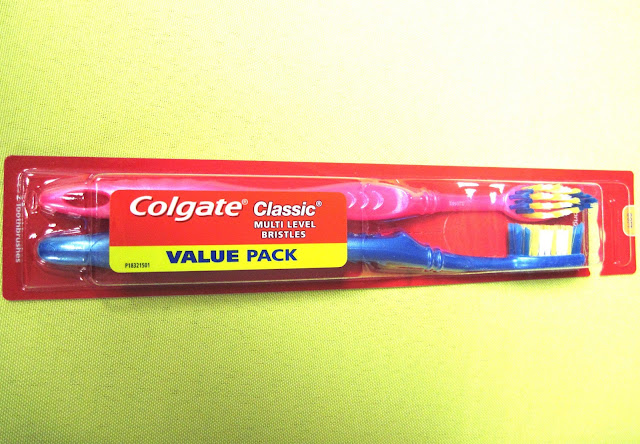 Colgate® Classic®
MULTI LEVEL
BRISTLES
VALUE PACK
P18321501
2 toothbrushes